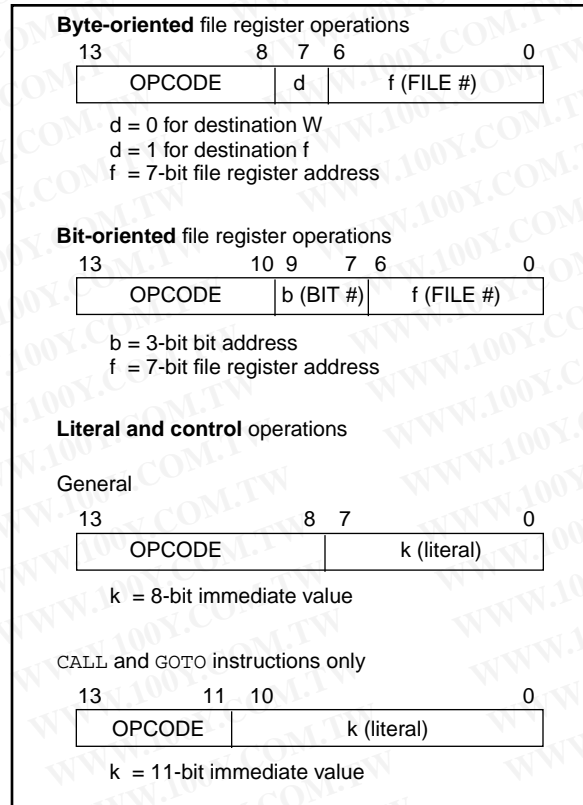 Byte-oriented file register operations
13 8 7 6 0
OPCODE d f (FILE #)
d = 0 for destination W
d = 1 for destination f
f = 7-bit file register address
Bit-oriented file register operations
13 10 9 7 6 0
OPCODE b (BIT #) f (FILE #)
b = 3-bit bit address
f = 7-bit file register address
Literal and control operations
General
13 8 7 0
OPCODE k (literal)
k = 8-bit immediate value
CALL and GOTO instructions only
13 11 10 0
OPCODE k (literal)
k = 11-bit immediate value
WWW.100Y.COM.TW